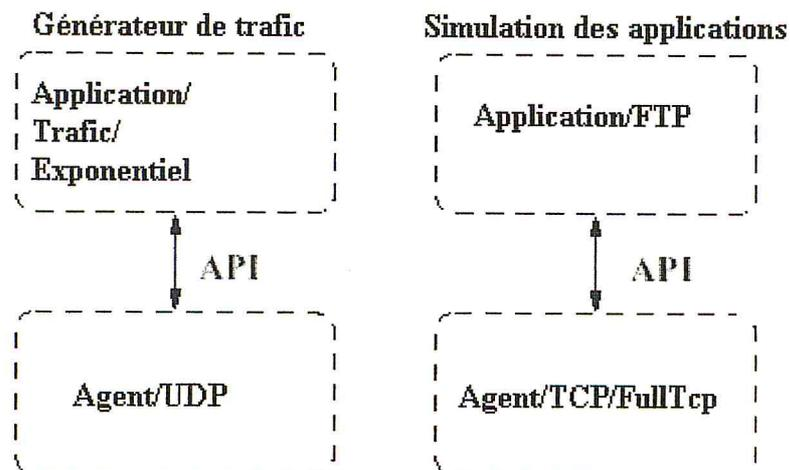 Générateur de trafic
Application/
Trafic/
Exponentiel
API
Agent/UDP
Simulation des applications
Application/FTP
API
Agent/TCP/FullTcp